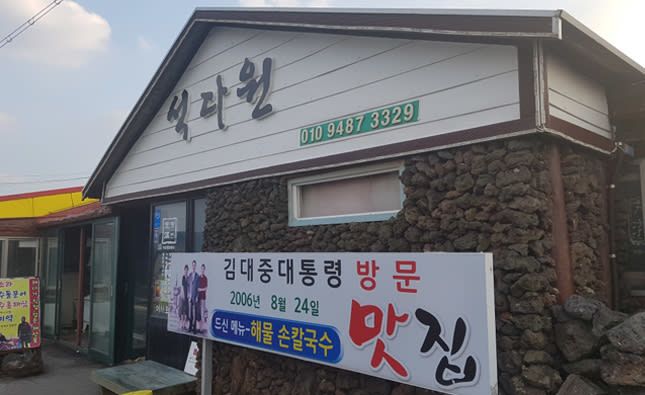 석다원
010 9487 3329
김대중대통령 방문
2006년 8월 24일
드신 메뉴-해물 손칼국수
맛집